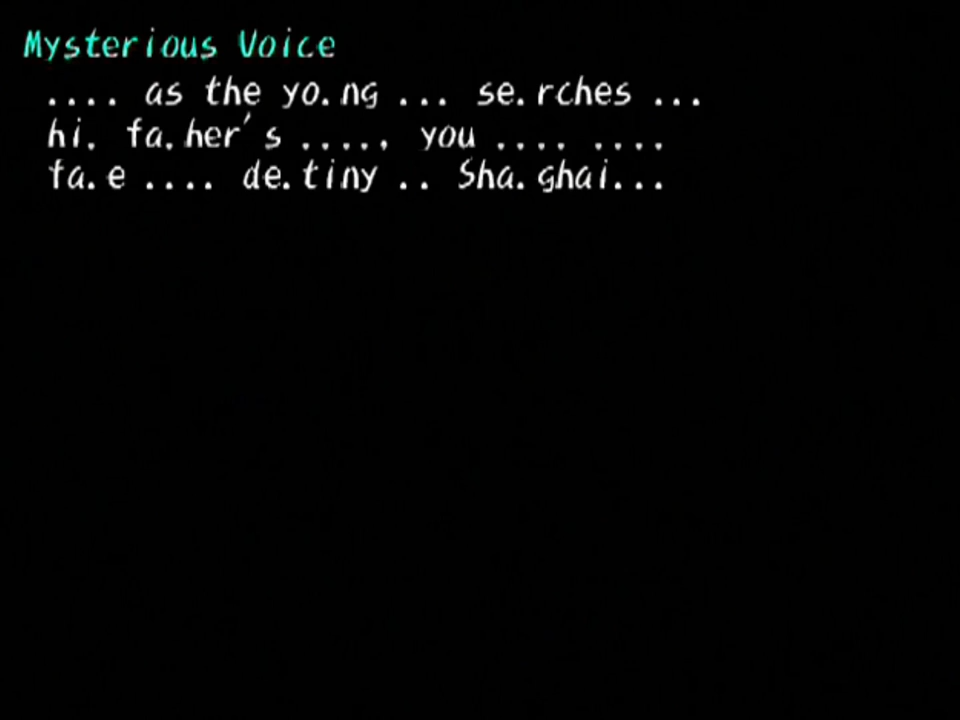 Mysterious Voice
.... as the yo.ng ... se.rches ...
hi. fa.her's ....., you .... ....
fa.e .... de.tiny .. Sha.ghai...